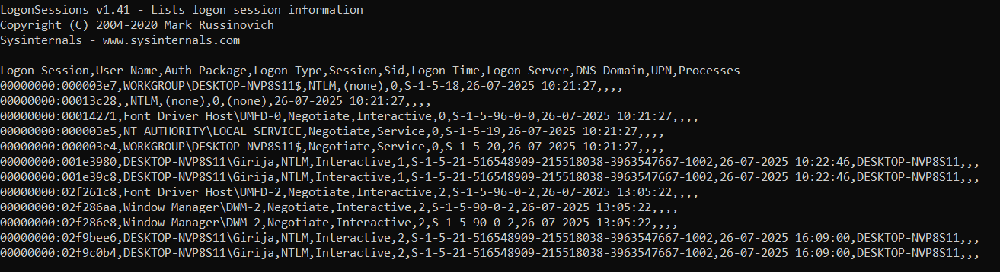 LogonSessions v1.41 - Lists logon session information
Copyright (C) 2004-2020 Mark Russinovich
Sysinternals - www.sysinternals.com
Logon Session,User Name,Auth Package,Logon Type,Session,Sid,Logon Time,Logon Server,DNS Domain,UPN,Processes
00000000:000003e7,WORKGROUP\DESKTOP-NVP8S11$,NTLM,(none),0,S-1-5-18,26-07-2025 10:21:27,,,,
00000000:00013c28,,NTLM,(none),0,(none),26-07-2025 10:21:27,,,,
00000000:00014271,Font Driver Host\UMFD-0,Negotiate,Interactive,0,S-1-5-96-0-0,26-07-2025 10:21:27,,,,
00000000:000003e5,NT AUTHORITY\LOCAL SERVICE,Negotiate,Service,0,S-1-5-19,26-07-2025 10:21:27,,,,
00000000:000003e4,WORKGROUP\DESKTOP-NVP8S11$,Negotiate,Service,0,S-1-5-20,26-07-2025 10:21:27,,,,
00000000:001e3980,DESKTOP-NVP8S11\Girija,NTLM,Interactive,1,S-1-5-21-516548909-215518038-3963547667-1002,26-07-2025 10:22:46,DESKTOP-NVP8S11,,,
00000000:001e39c8,DESKTOP-NVP8S11\Girija,NTLM,Interactive,1,S-1-5-21-516548909-215518038-3963547667-1002,26-07-2025 10:22:46,DESKTOP-NVP8S11,,,
00000000:02f261c8,Font Driver Host\UMFD-2,Negotiate,Interactive,2,S-1-5-96-0-2,26-07-2025 13:05:22,,,,
00000000:02f286aa,Window Manager\DWM-2,Negotiate,Interactive,2,S-1-5-90-0-2,26-07-2025 13:05:22,,,,
00000000:02f286e8,Window Manager\DWM-2,Negotiate,Interactive,2,S-1-5-90-0-2,26-07-2025 13:05:22,,,,
00000000:02f9bee6,DESKTOP-NVP8S11\Girija,NTLM,Interactive,2,S-1-5-21-516548909-215518038-3963547667-1002,26-07-2025 16:09:00,DESKTOP-NVP8S11,,,
00000000:02f9c0b4,DESKTOP-NVP8S11\Girija,NTLM,Interactive,2,S-1-5-21-516548909-215518038-3963547667-1002,26-07-2025 16:09:00,DESKTOP-NVP8S11,,,